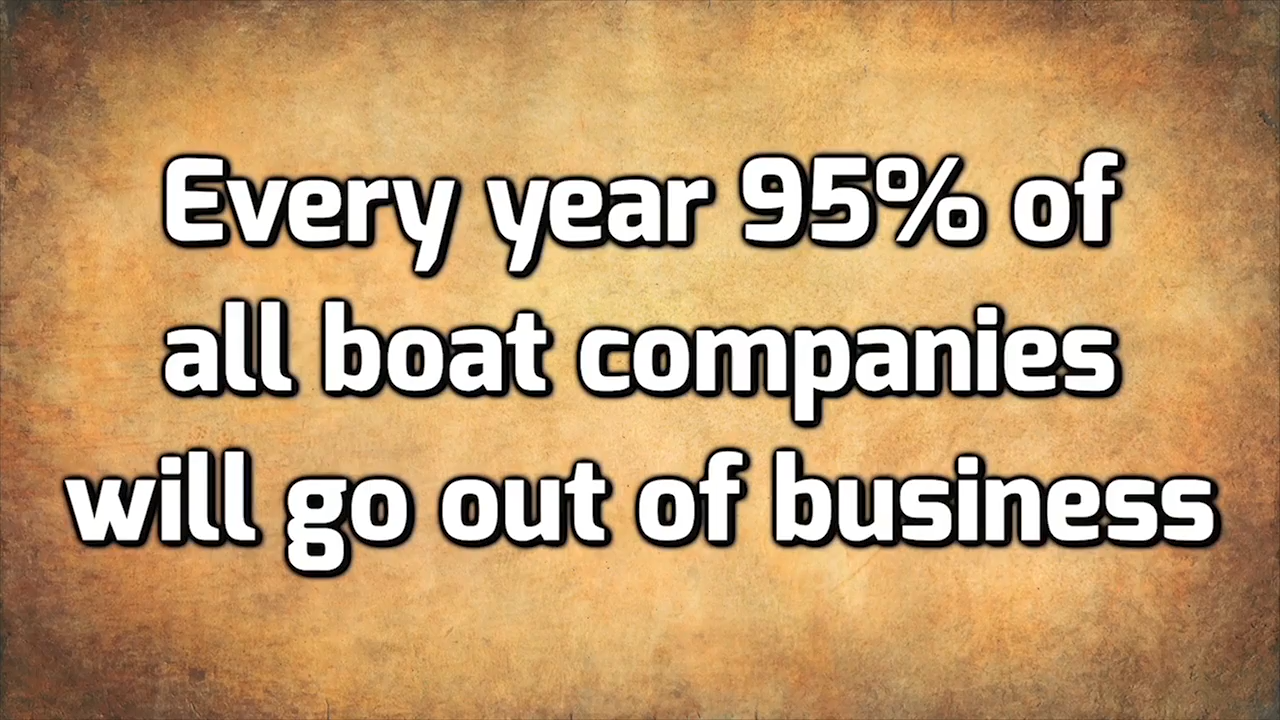 Every year 95% of
all boat companies
will go out of business